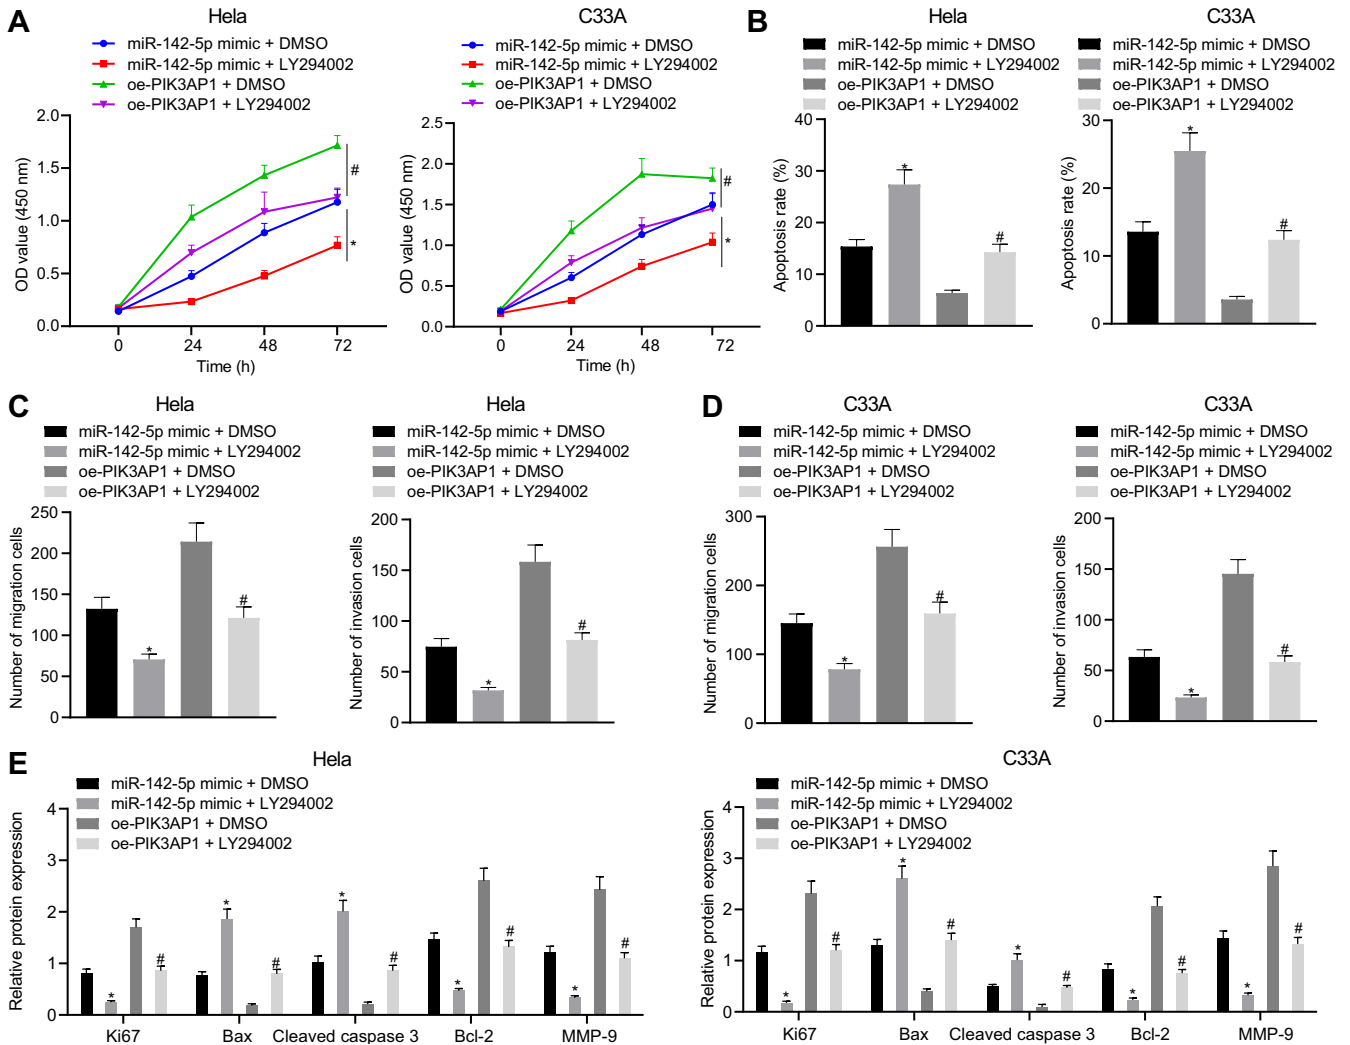 A
Hela
miR-142-5p mimic + DMSO
miR-142-5p mimic + LY294002
oe-PIK3AP1 + DMSO
oe-PIK3AP1 + LY294002
OD value (450 nm)
2.0
1.5
1.0
0.5
0.0
0 24 48 72
Time (h)
#
*
C33A
miR-142-5p mimic + DMSO
miR-142-5p mimic + LY294002
oe-PIK3AP1 + DMSO
oe-PIK3AP1 + LY294002
OD value (450 nm)
2.5
2.0
1.5
1.0
0.5
0.0
0 24 48 72
Time (h)
#
*
B
Hela
miR-142-5p mimic + DMSO
miR-142-5p mimic + LY294002
oe-PIK3AP1 + DMSO
oe-PIK3AP1 + LY294002
Apoptosis rate (%)
40
30
20
10
0
*
#
C33A
miR-142-5p mimic + DMSO
miR-142-5p mimic + LY294002
oe-PIK3AP1 + DMSO
oe-PIK3AP1 + LY294002
Apoptosis rate (%)
30
20
10
0
*
#
C
Hela
miR-142-5p mimic + DMSO
miR-142-5p mimic + LY294002
oe-PIK3AP1 + DMSO
oe-PIK3AP1 + LY294002
Number of migration cells
250
200
150
100
50
0
*
#
Hela
miR-142-5p mimic + DMSO
miR-142-5p mimic + LY294002
oe-PIK3AP1 + DMSO
oe-PIK3AP1 + LY294002
Number of invasion cells
200
150
100
50
0
*
#
D
C33A
miR-142-5p mimic + DMSO
miR-142-5p mimic + LY294002
oe-PIK3AP1 + DMSO
oe-PIK3AP1 + LY294002
Number of migration cells
300
200
100
0
*
#
C33A
miR-142-5p mimic + DMSO
miR-142-5p mimic + LY294002
oe-PIK3AP1 + DMSO
oe-PIK3AP1 + LY294002
Number of invasion cells
200
150
100
50
0
*
#
E
Hela
miR-142-5p mimic + DMSO
miR-142-5p mimic + LY294002
oe-PIK3AP1 + DMSO
oe-PIK3AP1 + LY294002
Relative protein expression
4
3
2
1
0
* # * # * # * # * #
Ki67 Bax Cleaved caspase 3 Bcl-2 MMP-9
C33A
miR-142-5p mimic + DMSO
miR-142-5p mimic + LY294002
oe-PIK3AP1 + DMSO
oe-PIK3AP1 + LY294002
Relative protein expression
4
3
2
1
0
* # * # * # * # * #
Ki67 Bax Cleaved caspase 3 Bcl-2 MMP-9